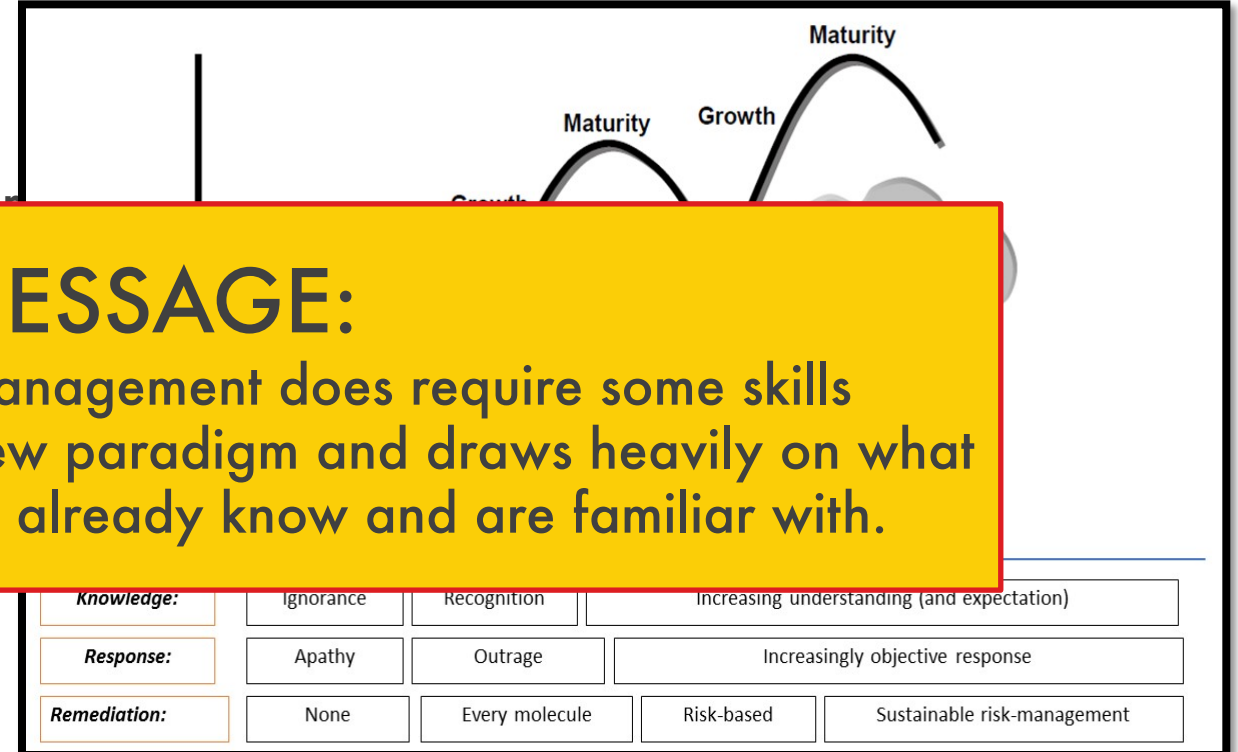 Maturity
Growth
Maturity
Growth
ESSAGE:
anagement does require some skills
ew paradigm and draws heavily on what
already know and are familiar with.
Knowledge: Ignorance Recognition Increasing understanding (and expectation)
Response: Apathy Outrage Increasingly objective response
Remediation: None Every molecule Risk-based Sustainable risk-management